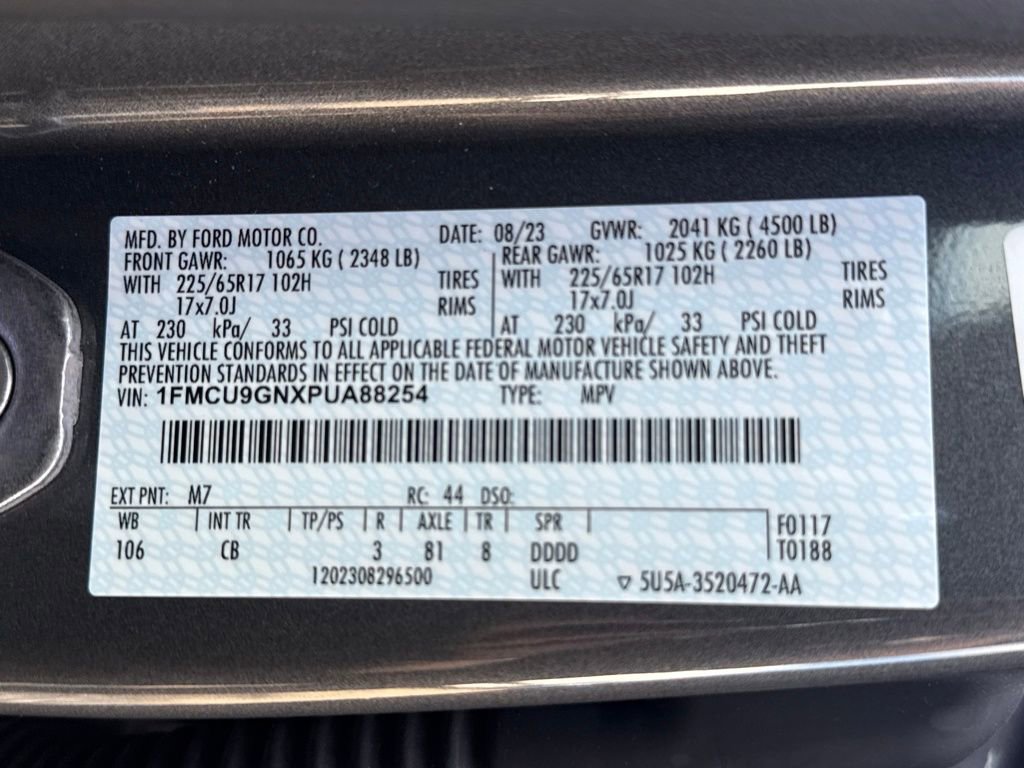 MFD. BY FORD MOTOR CO. DATE: 08/23 GVWR: 2041 KG ( 4500 LB)
FRONT GAWR: 1065 KG ( 2348 LB) REAR GAWR: 1025 KG ( 2260 LB)
WITH 225/65R17 102H TIRES WITH 225/65R17 102H TIRES
17x7.0J RIMS 17x7.0J RIMS
AT 230 kPa/ 33 PSI COLD AT 230 kPa/ 33 PSI COLD
THIS VEHICLE CONFORMS TO ALL APPLICABLE FEDERAL MOTOR VEHICLE SAFETY AND THEFT
PREVENTION STANDARDS IN EFFECT ON THE DATE OF MANUFACTURE SHOWN ABOVE.
VIN: 1FMCU9GNXPUA88254 TYPE: MPV
EXT PNT: M7 RC: 44 DSO:
WB INT TR TP/PS R AXLE TR SPR F0117
106 CB 3 81 8 DDDD T0188
1202308296500 ULC ▽ 5U5A-3520472-AA